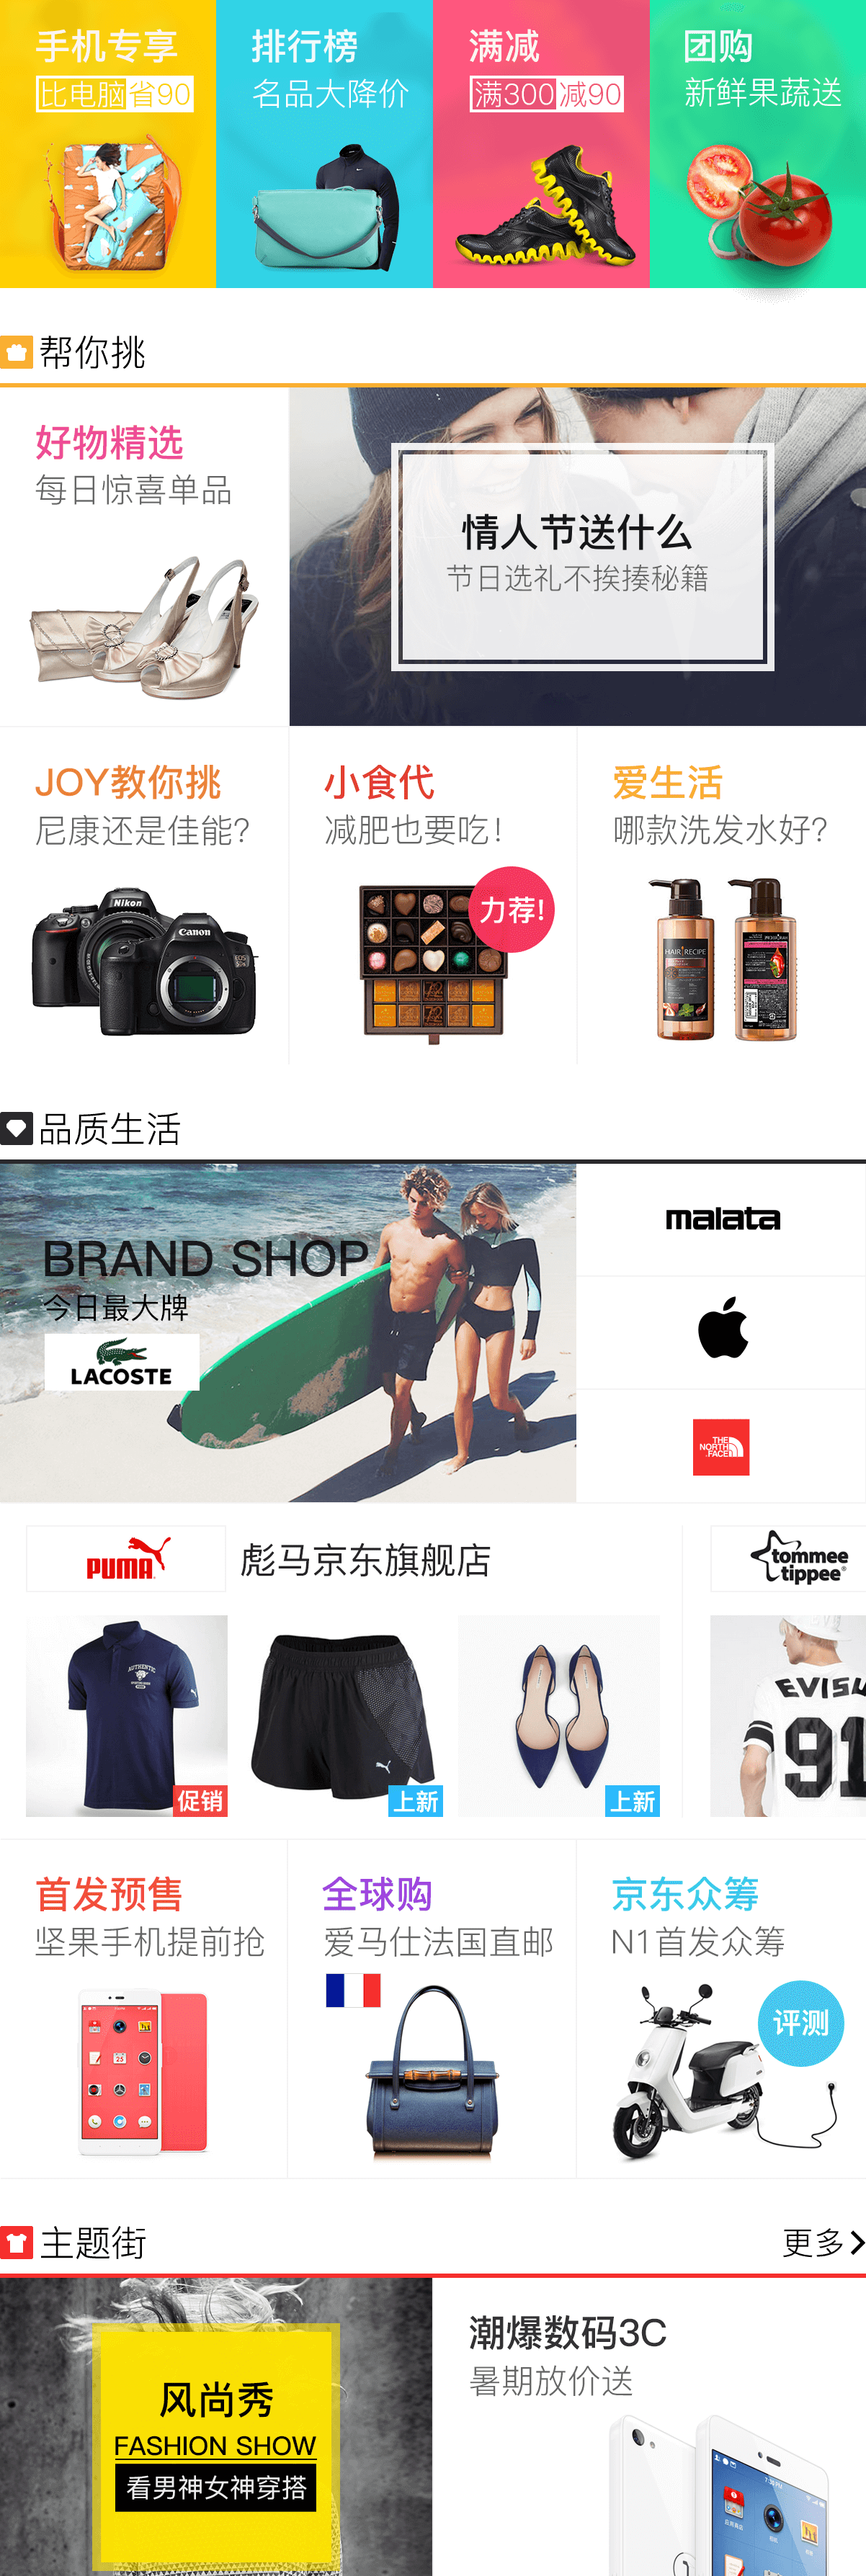 手机专享
比电脑省90
排行榜
名品大降价
满减
满300减90
团购
新鲜果蔬送
帮你挑
好物精选
每日惊喜单品
情人节送什么
节日选礼不挨揍秘籍
JOY教你挑
尼康还是佳能?
小食代
减肥也要吃!
爱生活
哪款洗发水好?
Nikon
Canon
力荐!
HAIR RECIPE
品质生活
BRAND SHOP
今日最大牌
LACOSTE
malata
THE
NORTH
FACE
PUMA
彪马京东旗舰店
tommee
tippee
AUTHENTIC
EVISU
91
促销
上新
上新
首发预售
坚果手机提前抢
全球购
爱马仕法国直邮
京东众筹
N1首发众筹
评测
主题街
更多
风尚秀
FASHION SHOW
看男神女神穿搭
潮爆数码3C
暑期放价送